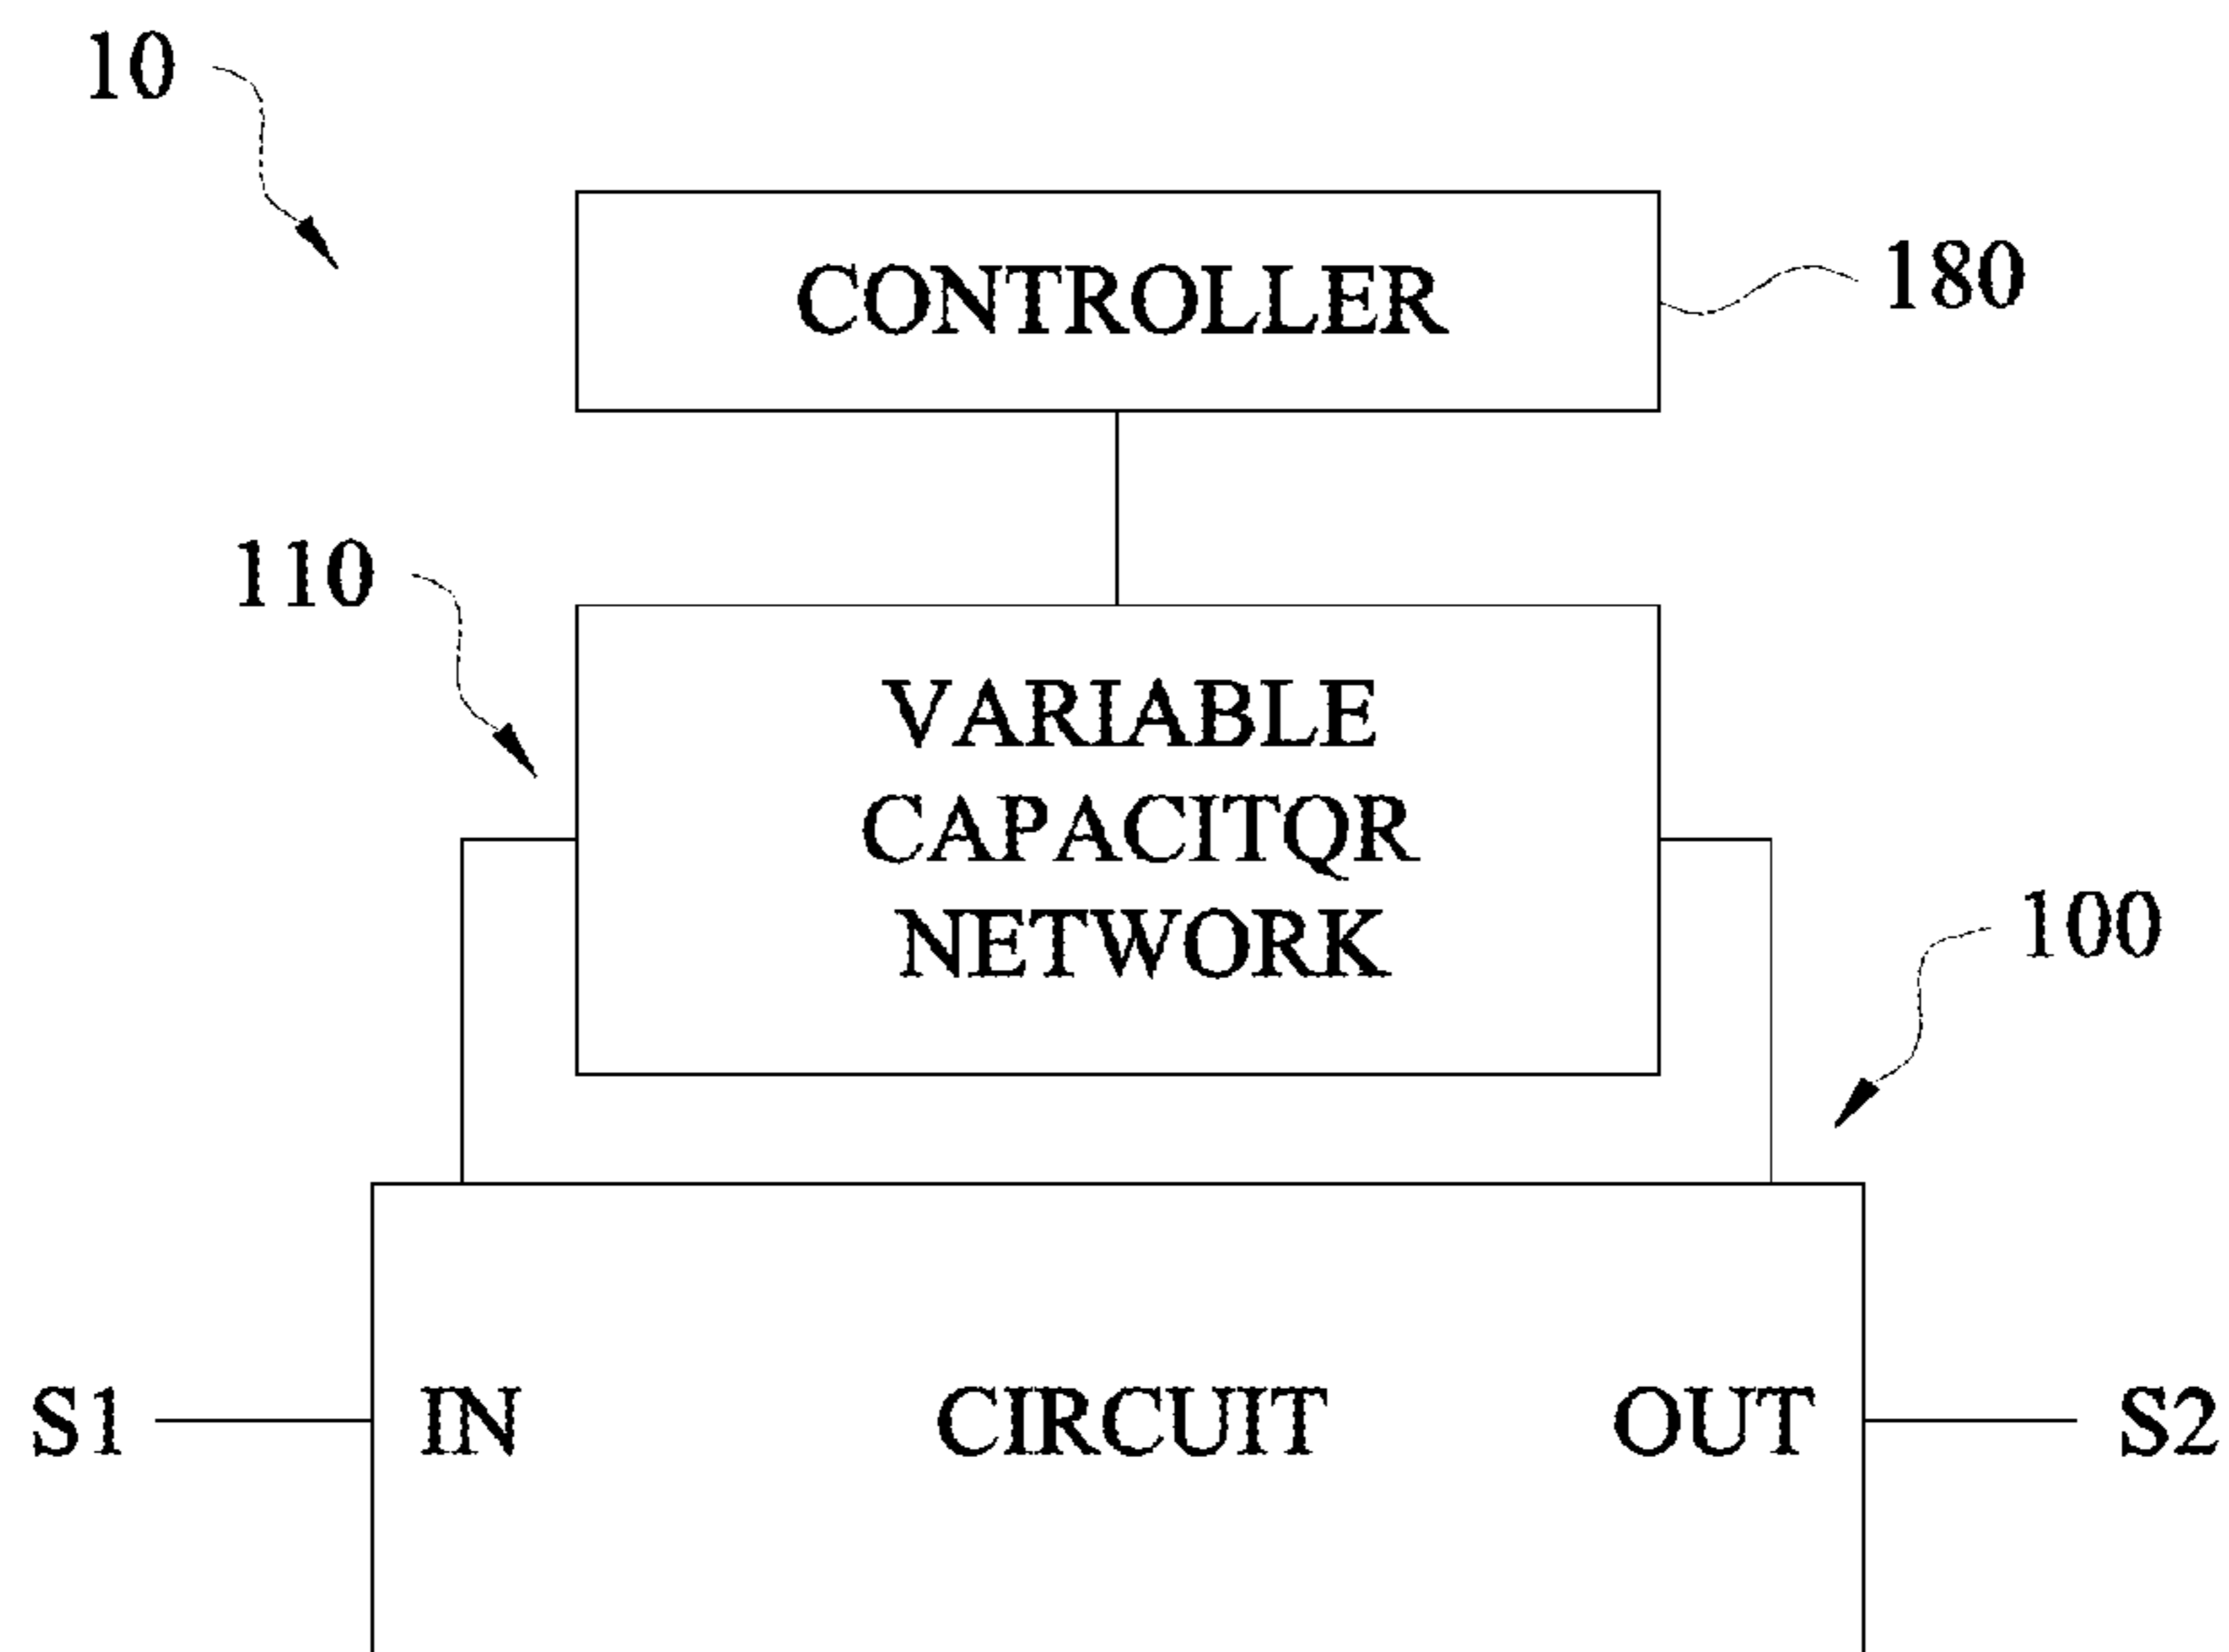 10
CONTROLLER
180
110
VARIABLE
CAPACITQR
NETWORK
100
S1
IN
CIRCUIT
OUT
S2